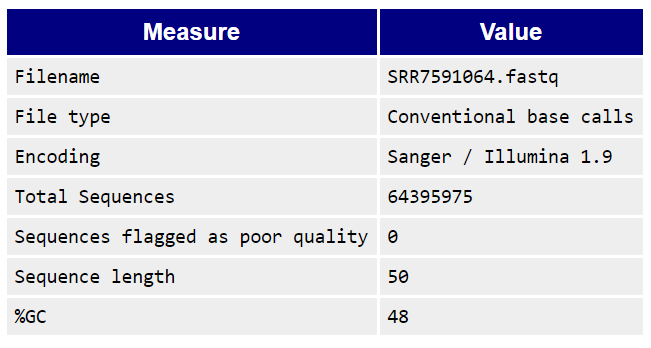 Measure Value
Filename SRR7591064.fastq
File type Conventional base calls
Encoding Sanger / Illumina 1.9
Total Sequences 64395975
Sequences flagged as poor quality 0
Sequence length 50
%GC 48